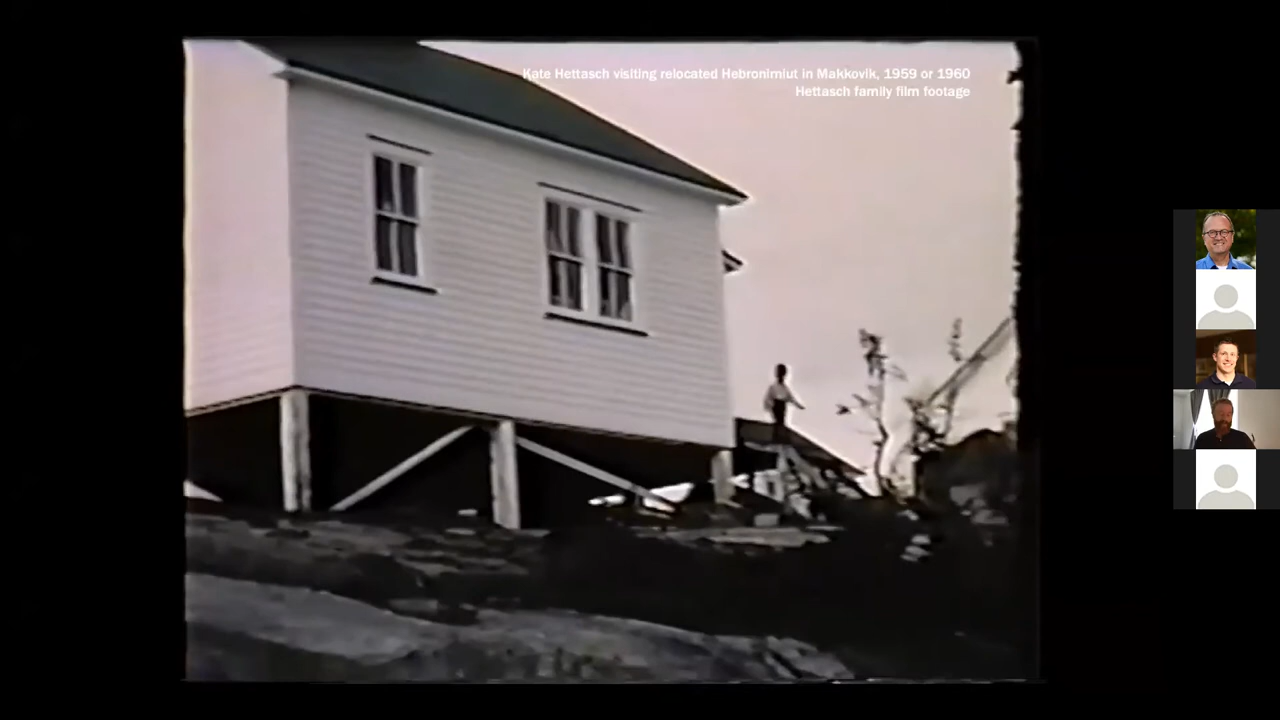 Kate Hettasch visiting relocated Hebronimiut in Makkovik, 1959 or 1960
Hettasch family film footage